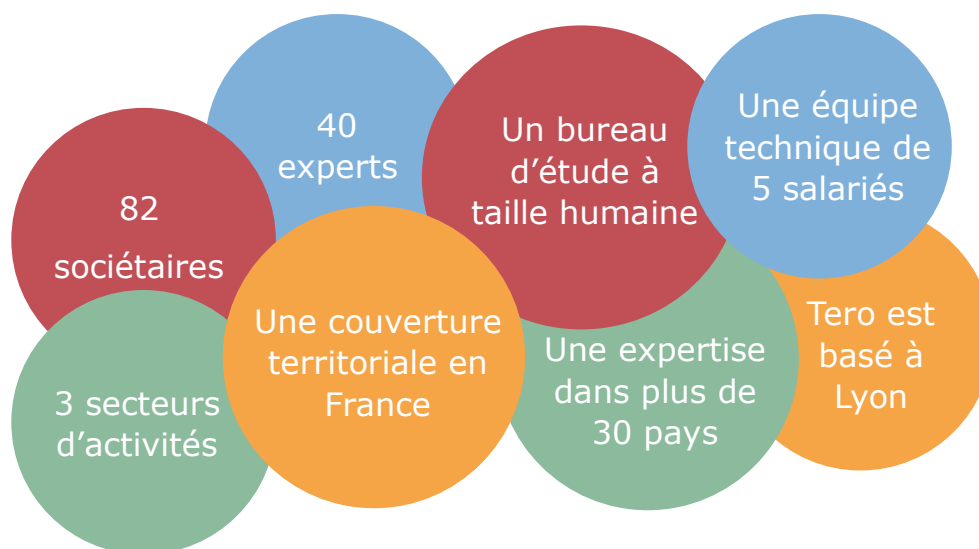 82
sociétaires
40
experts
Un bureau
d’étude à
taille humaine
Une équipe
technique de
5 salariés
3 secteurs
d’activités
Une couverture
territoriale en
France
Une expertise
dans plus de
30 pays
Tero est
basé à
Lyon